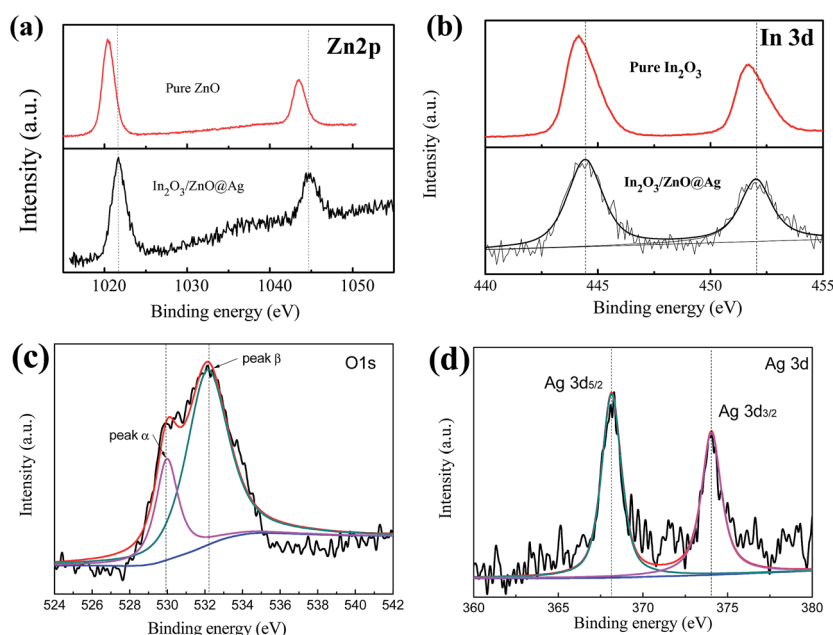 (a)
Zn2p
Pure ZnO
In₂O₃/ZnO@Ag
Intensity (a.u.)
1020 1030 1040 1050
Binding energy (eV)
(b)
In 3d
Pure In₂O₃
In₂O₃/ZnO@Ag
Intensity (a.u.)
440 445 450 455
Binding energy (eV)
(c)
O1s
peak β
peak α
Intensity (a.u.)
524 526 528 530 532 534 536 538 540 542
Binding energy (eV)
(d)
Ag 3d
Ag 3d5/2
Ag 3d3/2
Intensity (a.u.)
360 365 370 375 380
Binding energy (eV)